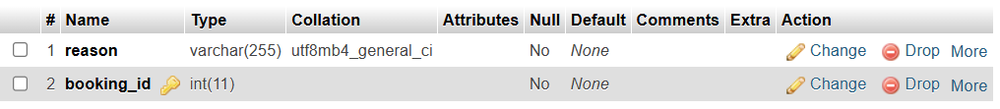 # Name Type Collation Attributes Null Default Comments Extra Action
1 reason varchar(255) utf8mb4_general_ci No None Change Drop More
2 booking_id int(11) No None Change Drop More